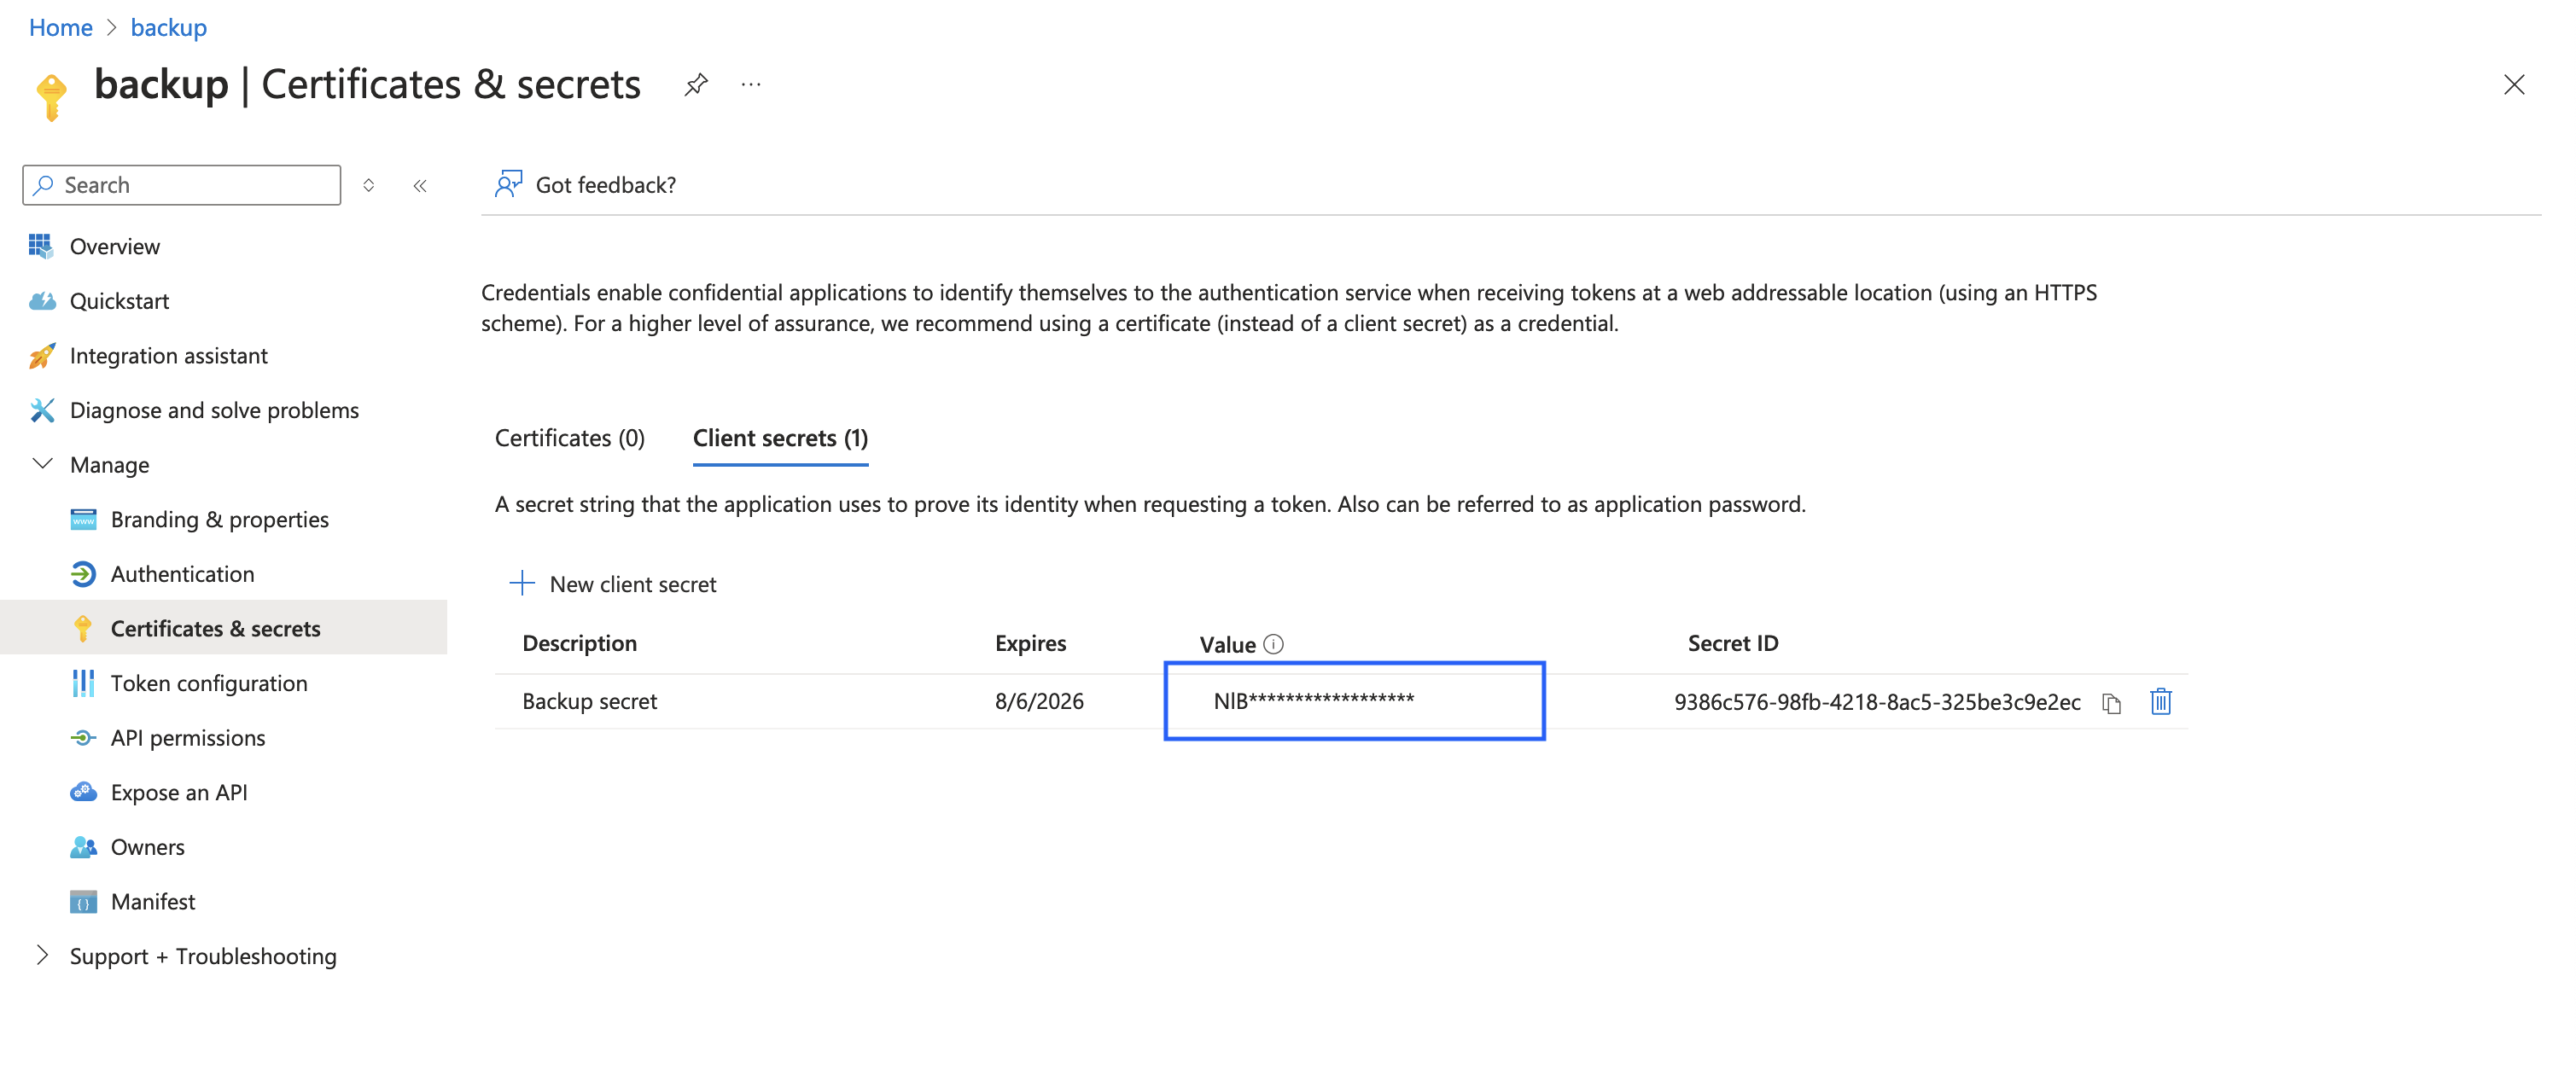 Home > backup
backup | Certificates & secrets ...
Search
Got feedback?
Overview
Quickstart
Integration assistant
Diagnose and solve problems
Manage
Branding & properties
Authentication
Certificates & secrets
Token configuration
API permissions
Expose an API
Owners
Manifest
Support + Troubleshooting
Credentials enable confidential applications to identify themselves to the authentication service when receiving tokens at a web addressable location (using an HTTPS
scheme). For a higher level of assurance, we recommend using a certificate (instead of a client secret) as a credential.
Certificates (0) Client secrets (1)
A secret string that the application uses to prove its identity when requesting a token. Also can be referred to as application password.
New client secret
Description Expires Value Secret ID
Backup secret 8/6/2026 NlB****************** 9386c576-98fb-4218-8ac5-325be3c9e2ec